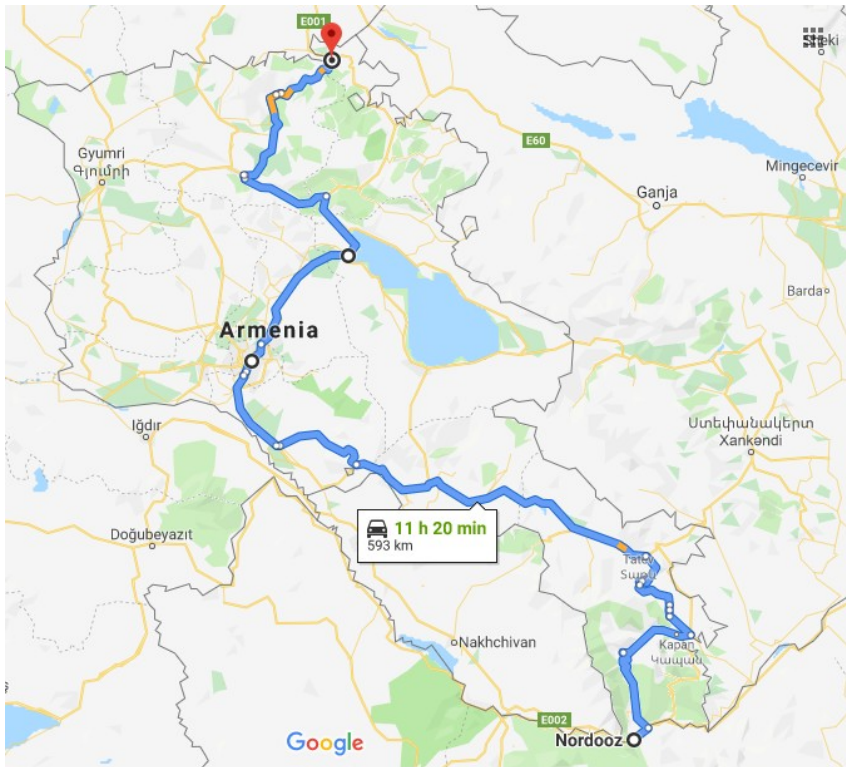 E001
Sheki
E60
Gyumri
Գյումրի
Mingecevir
Ganja
Barda
Armenia
Iğdır
Ստեփանակերտ
Xankəndi
11 h 20 min
593 km
Doğubeyazıt
Tatev
Nakhchivan
Kapan
Կապան
E002
Nordooz
Google